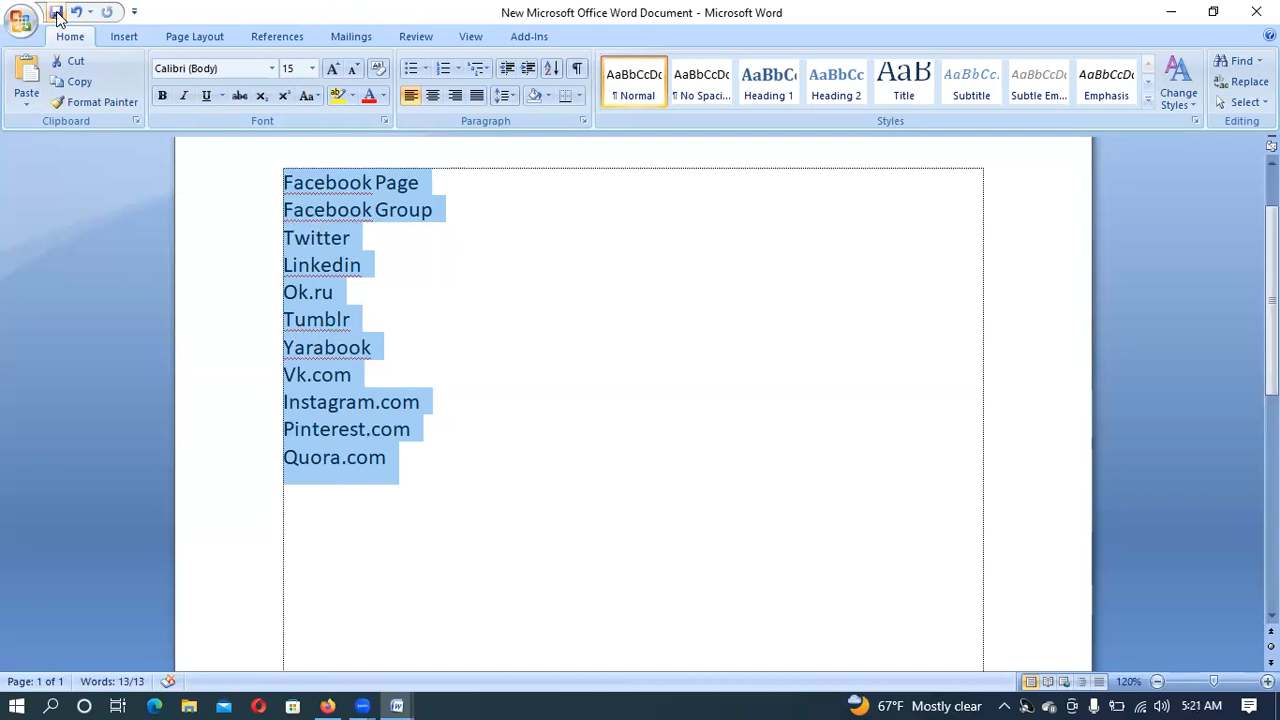 New Microsoft Office Word Document - Microsoft Word
Home Insert Page Layout References Mailings Review View Add-Ins
Paste
Cut
Copy
Format Painter
Clipboard
Calibri (Body) 15
B I U abc x₂ x² Aa A
Font
Paragraph
AaBbCcDc AaBbCcDc AaBbCc AaBbCc AaB AaBbCc. AaBbCcDc AaBbCcDc
¶ Normal ¶ No Spaci... Heading 1 Heading 2 Title Subtitle Subtle Em... Emphasis
Styles
Change
Styles
Find
Replace
Select
Editing
Facebook Page
Facebook Group
Twitter
Linkedin
Ok.ru
Tumblr
Yarabook
Vk.com
Instagram.com
Pinterest.com
Quora.com
Page: 1 of 1 Words: 13/13 120%
67°F Mostly clear 5:21 AM